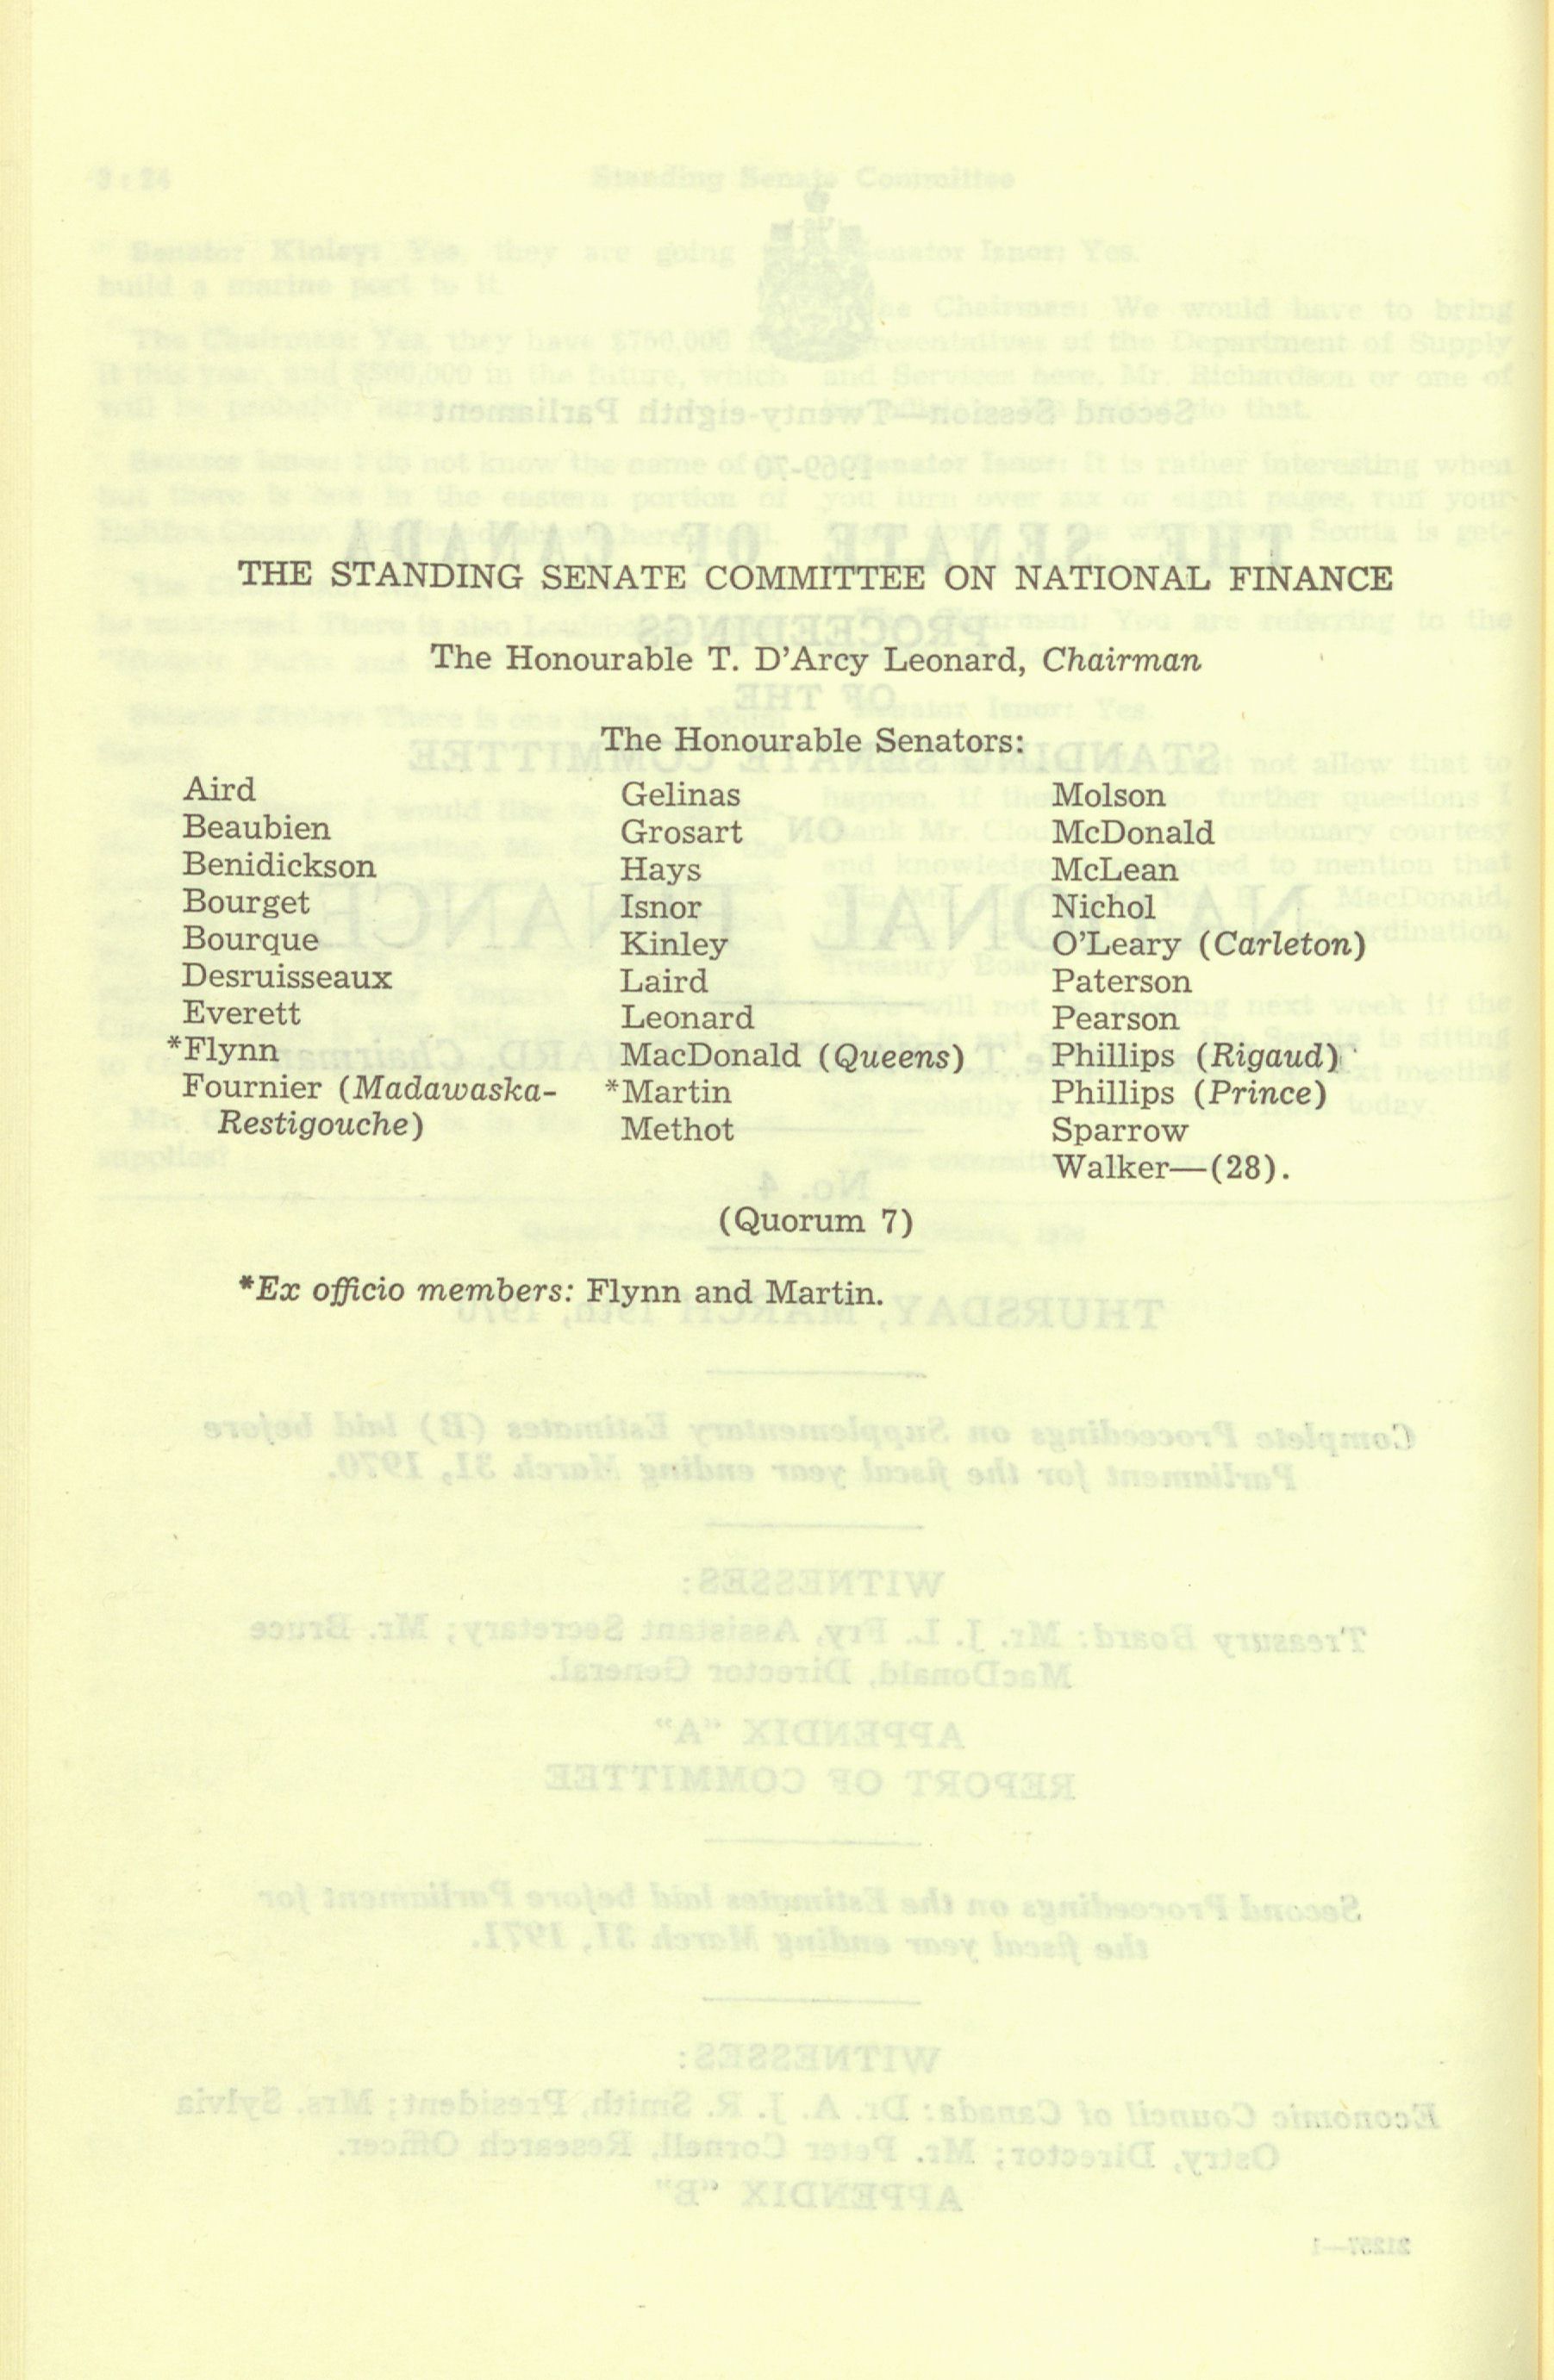 THE STANDING SENATE COMMITTEE ON NATIONAL FINANCE
The Honourable T. D'Arcy Leonard, Chairman
The Honourable Senators:
Aird
Beaubien
Benidickson
Bourget
Bourque
Desruisseaux
Everett
*Flynn
Fournier (Madawaska-
Restigouche)
Gelinas
Grosart
Hays
Isnor
Kinley
Laird
Leonard
MacDonald (Queens)
*Martin
Methot
Molson
McDonald
McLean
Nichol
O'Leary (Carleton)
Paterson
Pearson
Phillips (Rigaud)
Phillips (Prince)
Sparrow
Walker—(28).
(Quorum 7)
*Ex officio members: Flynn and Martin.